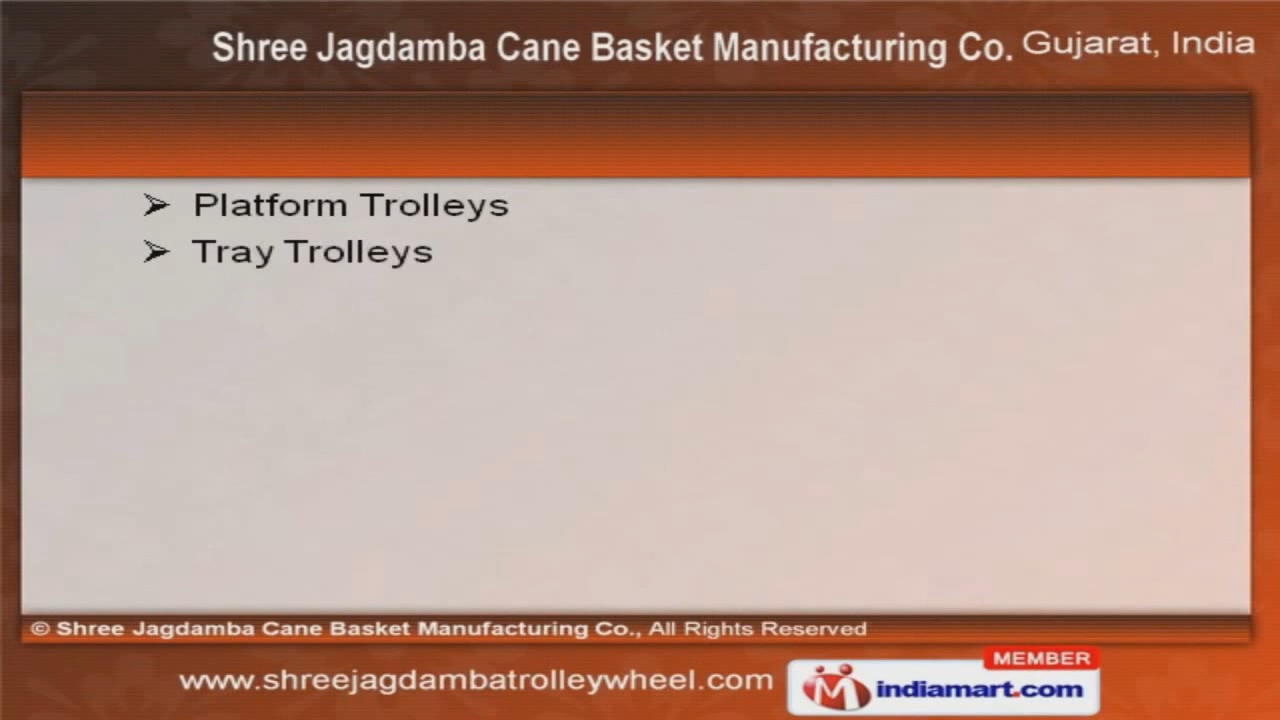 Shree Jagdamba Cane Basket Manufacturing Co. Gujarat, India
➢ Platform Trolleys
➢ Tray Trolleys
© Shree Jagdamba Cane Basket Manufacturing Co., All Rights Reserved
MEMBER
www.shreejagdambatrolleywheel.com indiamart.com